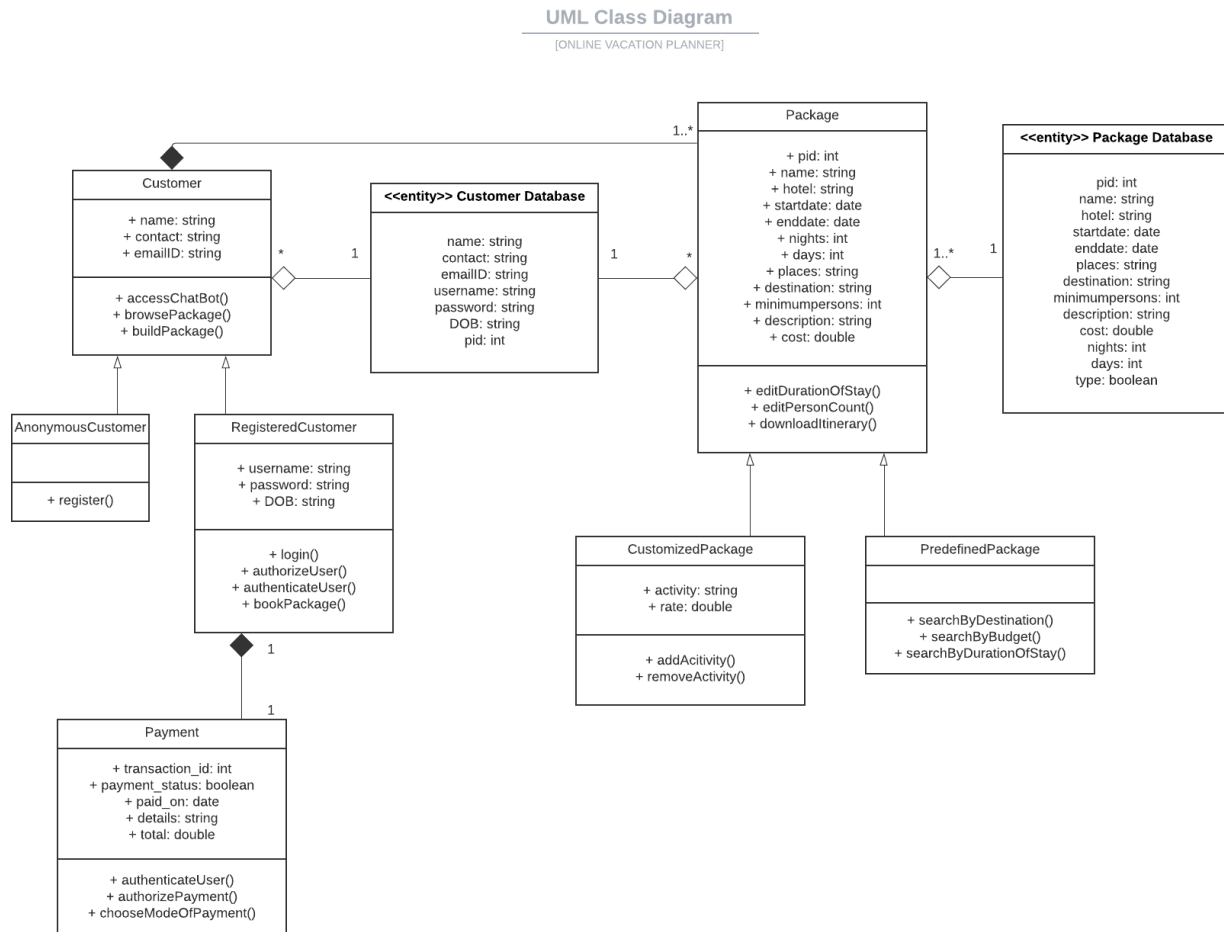 UML Class Diagram
[ONLINE VACATION PLANNER]
1..*
Customer
+ name: string
+ contact: string
+ emailID: string
+ accessChatBot()
+ browsePackage()
+ buildPackage()
*
1
<<entity>> Customer Database
name: string
contact: string
emailID: string
username: string
password: string
DOB: string
pid: int
1
*
Package
+ pid: int
+ name: string
+ hotel: string
+ startdate: date
+ enddate: date
+ nights: int
+ days: int
+ places: string
+ destination: string
+ minimumpersons: int
+ description: string
+ cost: double
+ editDurationOfStay()
+ editPersonCount()
+ downloadItinerary()
1..*
1
<<entity>> Package Database
pid: int
name: string
hotel: string
startdate: date
enddate: date
places: string
destination: string
minimumpersons: int
description: string
cost: double
nights: int
days: int
type: boolean
AnonymousCustomer
+ register()
RegisteredCustomer
+ username: string
+ password: string
+ DOB: string
+ login()
+ authorizeUser()
+ authenticateUser()
+ bookPackage()
1
1
CustomizedPackage
+ activity: string
+ rate: double
+ addAcitivity()
+ removeActivity()
PredefinedPackage
+ searchByDestination()
+ searchByBudget()
+ searchByDurationOfStay()
Payment
+ transaction_id: int
+ payment_status: boolean
+ paid_on: date
+ details: string
+ total: double
+ authenticateUser()
+ authorizePayment()
+ chooseModeOfPayment()